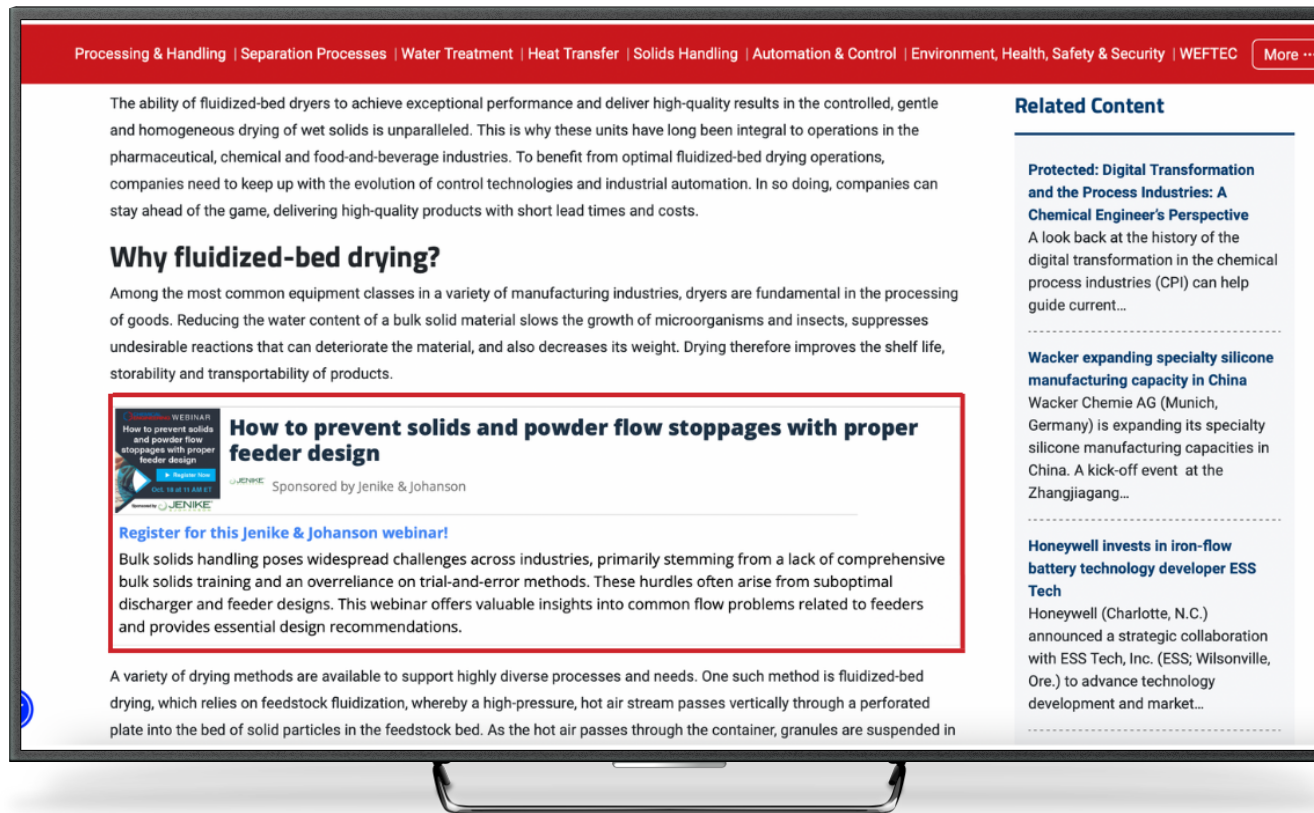 Processing & Handling | Separation Processes | Water Treatment | Heat Transfer | Solids Handling | Automation & Control | Environment, Health, Safety & Security | WEFTEC More ···
The ability of fluidized-bed dryers to achieve exceptional performance and deliver high-quality results in the controlled, gentle
and homogeneous drying of wet solids is unparalleled. This is why these units have long been integral to operations in the
pharmaceutical, chemical and food-and-beverage industries. To benefit from optimal fluidized-bed drying operations,
companies need to keep up with the evolution of control technologies and industrial automation. In so doing, companies can
stay ahead of the game, delivering high-quality products with short lead times and costs.
Why fluidized-bed drying?
Among the most common equipment classes in a variety of manufacturing industries, dryers are fundamental in the processing
of goods. Reducing the water content of a bulk solid material slows the growth of microorganisms and insects, suppresses
undesirable reactions that can deteriorate the material, and also decreases its weight. Drying therefore improves the shelf life,
storability and transportability of products.
WEBINAR
How to prevent solids
and powder flow
stoppages with proper
feeder design
Register Now
Oct. 18 at 11 AM ET
Sponsored by JENIKE
How to prevent solids and powder flow stoppages with proper
feeder design
JENIKE Sponsored by Jenike & Johanson
Register for this Jenike & Johanson webinar!
Bulk solids handling poses widespread challenges across industries, primarily stemming from a lack of comprehensive
bulk solids training and an overreliance on trial-and-error methods. These hurdles often arise from suboptimal
discharger and feeder designs. This webinar offers valuable insights into common flow problems related to feeders
and provides essential design recommendations.
A variety of drying methods are available to support highly diverse processes and needs. One such method is fluidized-bed
drying, which relies on feedstock fluidization, whereby a high-pressure, hot air stream passes vertically through a perforated
plate into the bed of solid particles in the feedstock bed. As the hot air passes through the container, granules are suspended in
Related Content
Protected: Digital Transformation
and the Process Industries: A
Chemical Engineer's Perspective
A look back at the history of the
digital transformation in the chemical
process industries (CPI) can help
guide current...
Wacker expanding specialty silicone
manufacturing capacity in China
Wacker Chemie AG (Munich,
Germany) is expanding its specialty
silicone manufacturing capacities in
China. A kick-off event at the
Zhangjiagang...
Honeywell invests in iron-flow
battery technology developer ESS
Tech
Honeywell (Charlotte, N.C.)
announced a strategic collaboration
with ESS Tech, Inc. (ESS; Wilsonville,
Ore.) to advance technology
development and market...